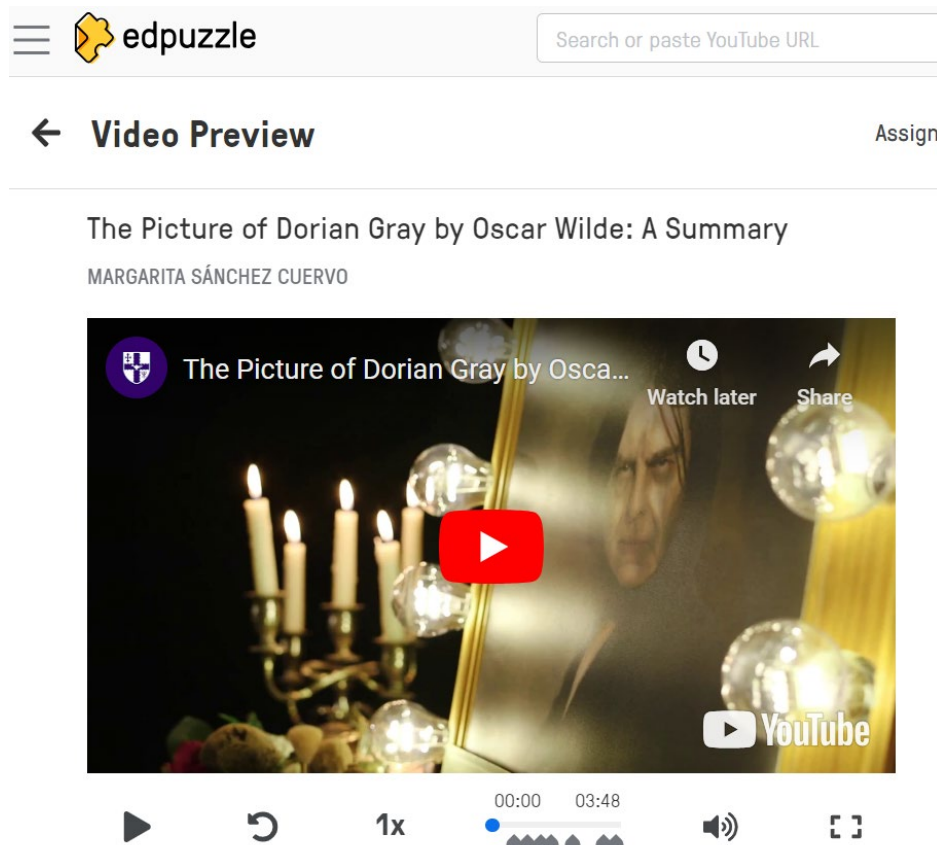 edpuzzle
Search or paste YouTube URL
Video Preview
Assign
The Picture of Dorian Gray by Oscar Wilde: A Summary
MARGARITA SÁNCHEZ CUERVO
The Picture of Dorian Gray by Osca...
Watch later
Share
YouTube
1x
00:00
03:48